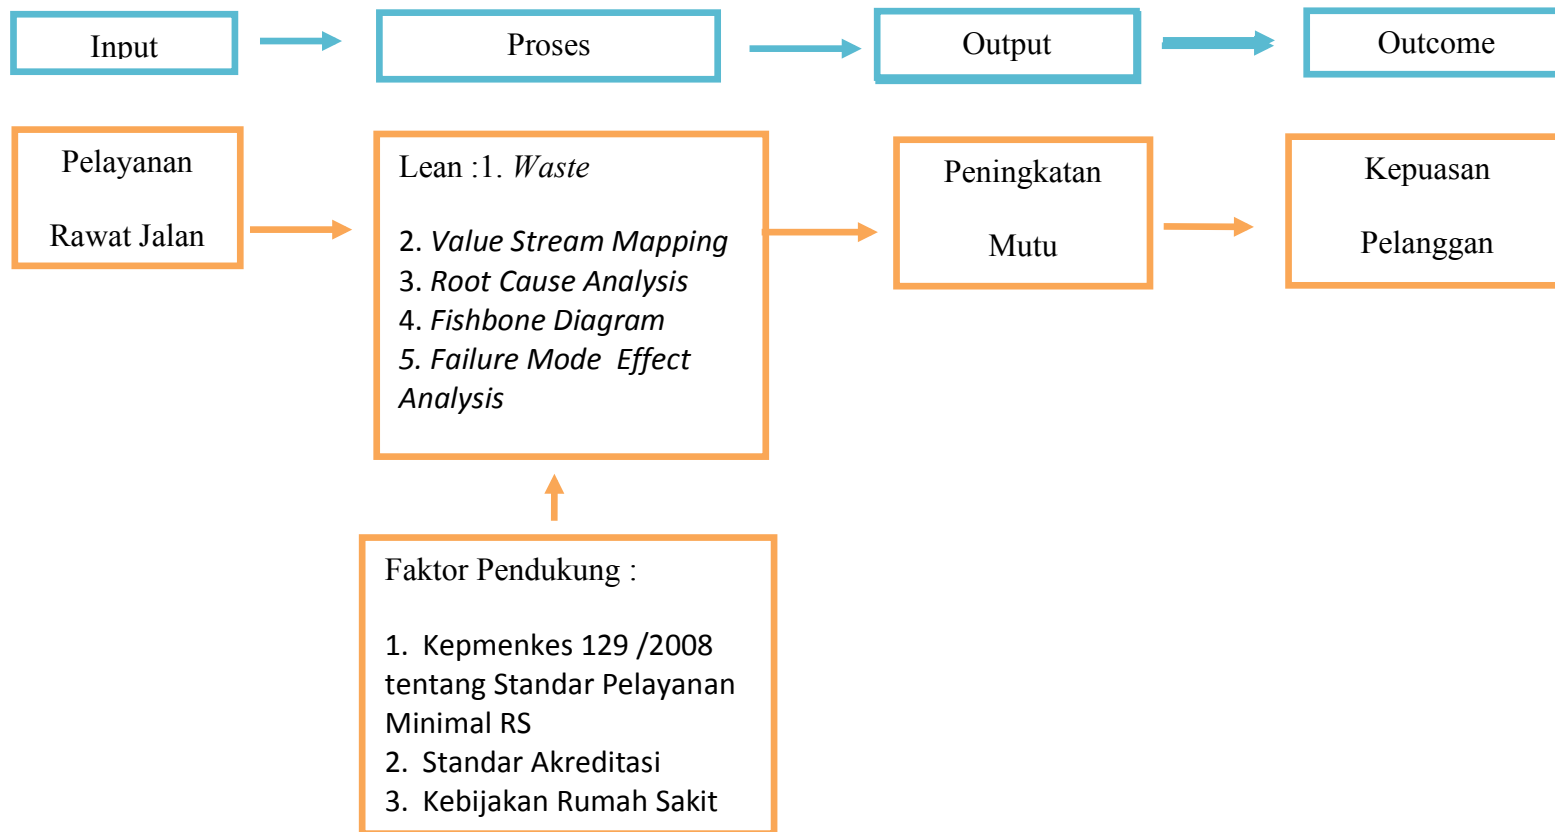 Input
Proses
Output
Outcome
Pelayanan
Rawat Jalan
Lean :1. Waste
2. Value Stream Mapping
3. Root Cause Analysis
4. Fishbone Diagram
5. Failure Mode  Effect
Analysis
Peningkatan
Mutu
Kepuasan
Pelanggan
Faktor Pendukung :
1.  Kepmenkes 129 /2008
tentang Standar Pelayanan
Minimal RS
2.  Standar Akreditasi
3.  Kebijakan Rumah Sakit